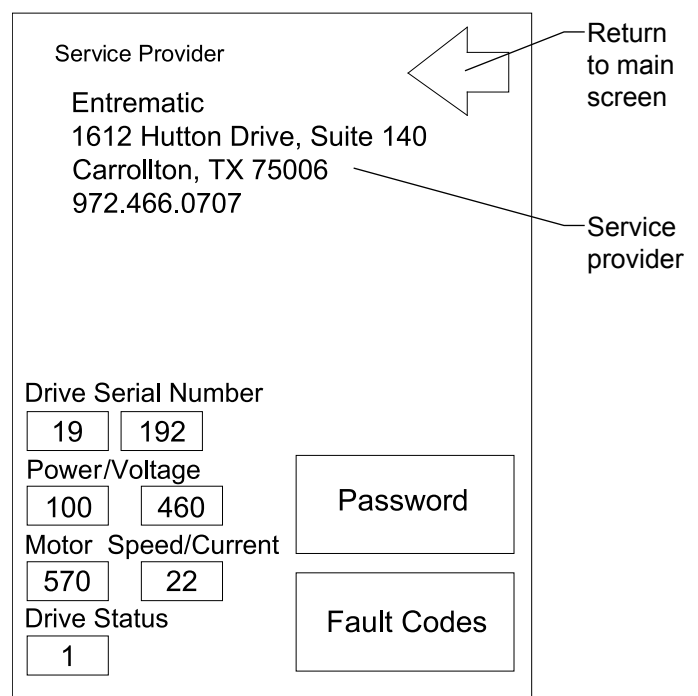 Service Provider
Entrematic
1612 Hutton Drive, Suite 140
Carrollton, TX 75006
972.466.0707
Return
to main
screen
Service
provider
Drive Serial Number
19 192
Power/Voltage
100 460
Motor Speed/Current
570 22
Drive Status
1
Password
Fault Codes